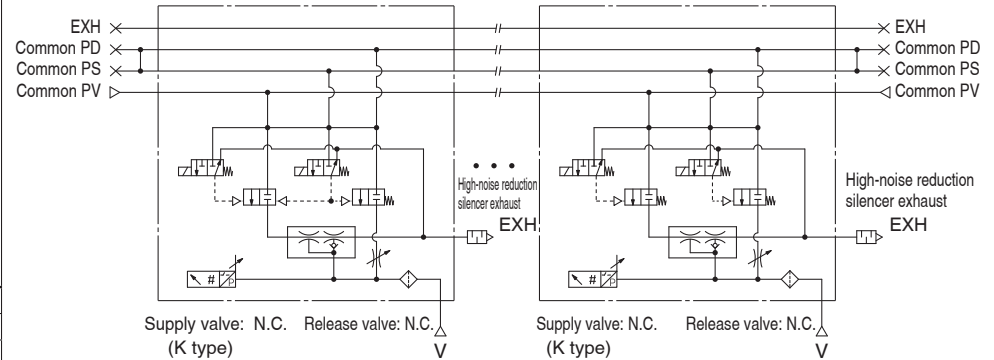 EXH
Common PD
Common PS
Common PV
EXH
Common PD
Common PS
Common PV
High-noise reduction
silencer exhaust
EXH
High-noise reduction
silencer exhaust
EXH
# P
# P
Supply valve: N.C.
(K type)
Release valve: N.C.
V
Supply valve: N.C.
(K type)
Release valve: N.C.
V